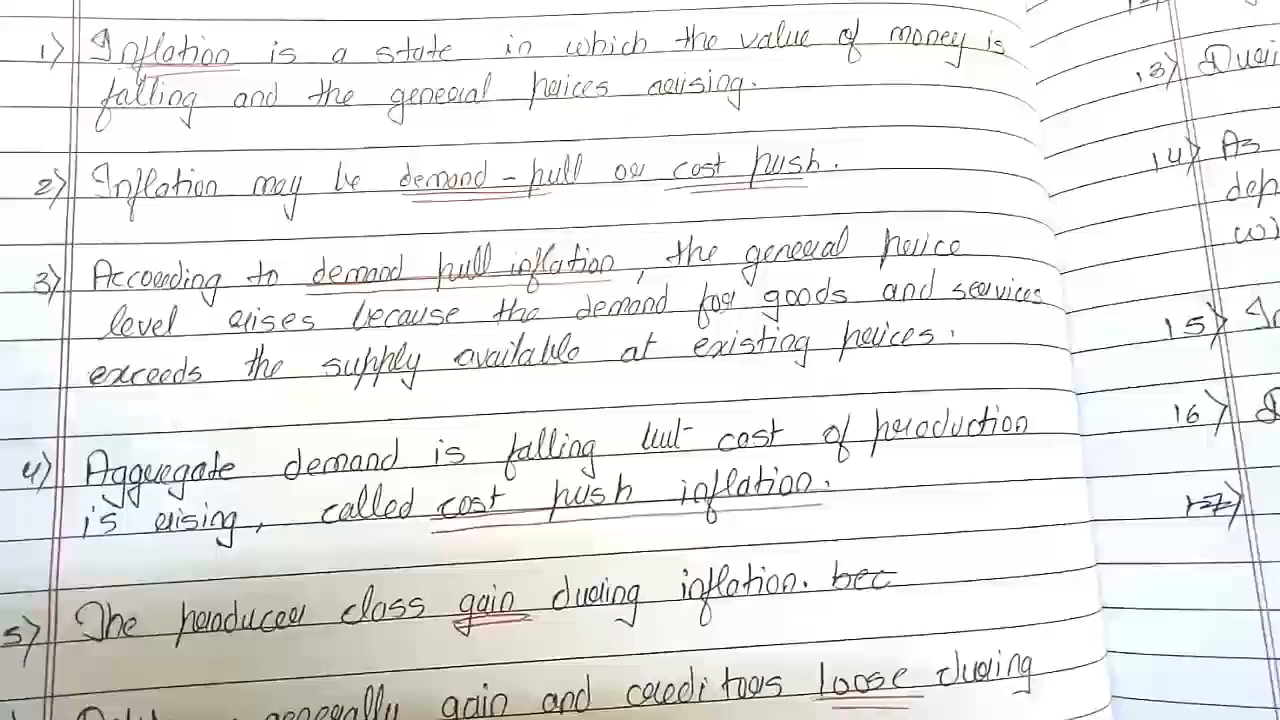 1) Inflation is a state in which the value of money is
falling and the general prices arising.
2) Inflation may be demand-pull or cost push.
3) According to demand pull inflation, the general price
level rises because the demand for goods and services
exceeds the supply available at existing prices.
4) Aggregate demand is falling but cost of production
is rising, called cost push inflation.
5) The producer class gain during inflation. bec
generally gain and creditors loose during
13)
14) As
dep
15)
16)
17)